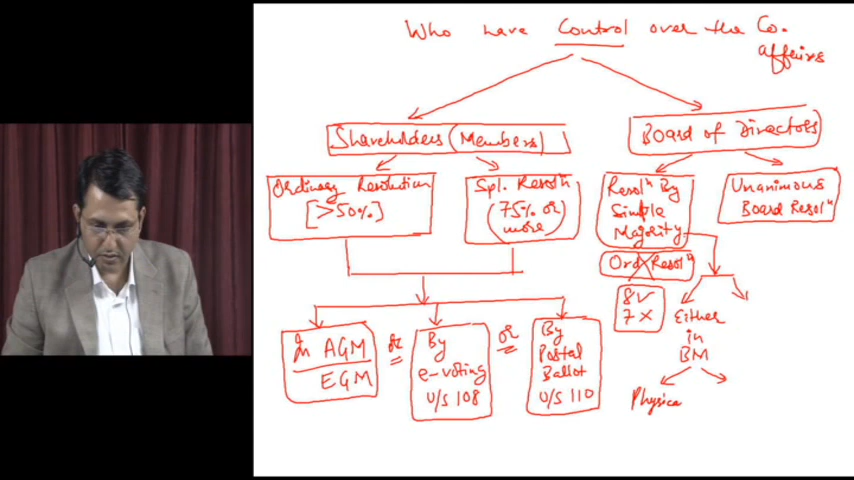 Who have Control over the Co.
affairs
Shareholders (Members)
Board of Directors
Ordinary Resolution
[>50%]
Spl. Resolⁿ
(75% or
more)
Resolⁿ By
Simple
Majority
Unanimous
Board Resolⁿ
Ord Resolⁿ
8 ✓
7 ×
In AGM
EGM
or
By
e-voting
U/S 108
or
By
Postal
Ballot
U/S 110
Either
in
BM
Physica